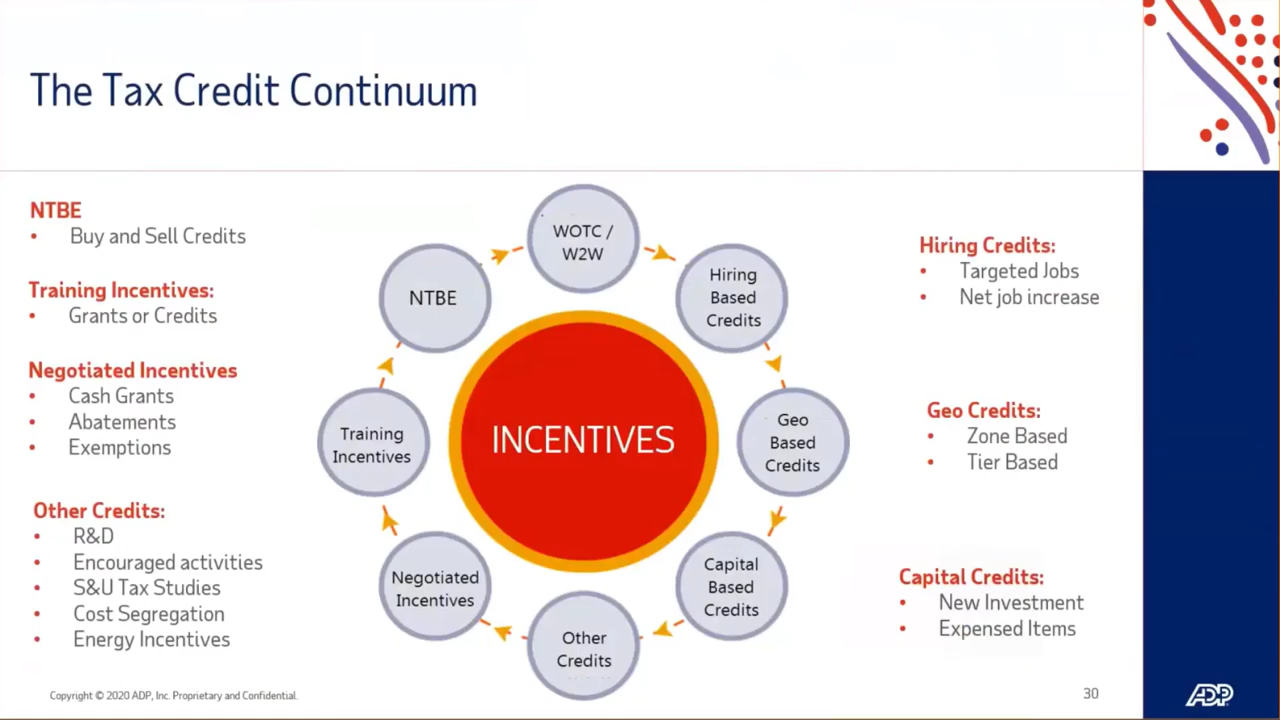 The Tax Credit Continuum
NTBE
• Buy and Sell Credits
Training Incentives:
• Grants or Credits
Negotiated Incentives
• Cash Grants
• Abatements
• Exemptions
Other Credits:
• R&D
• Encouraged activities
• S&U Tax Studies
• Cost Segregation
• Energy Incentives
WOTC /
W2W
Hiring
Based
Credits
Geo
Based
Credits
Capital
Based
Credits
Other
Credits
Negotiated
Incentives
Training
Incentives
NTBE
INCENTIVES
Hiring Credits:
• Targeted Jobs
• Net job increase
Geo Credits:
• Zone Based
• Tier Based
Capital Credits:
• New Investment
• Expensed Items
Copyright © 2020 ADP, Inc. Proprietary and Confidential.
30
ADP